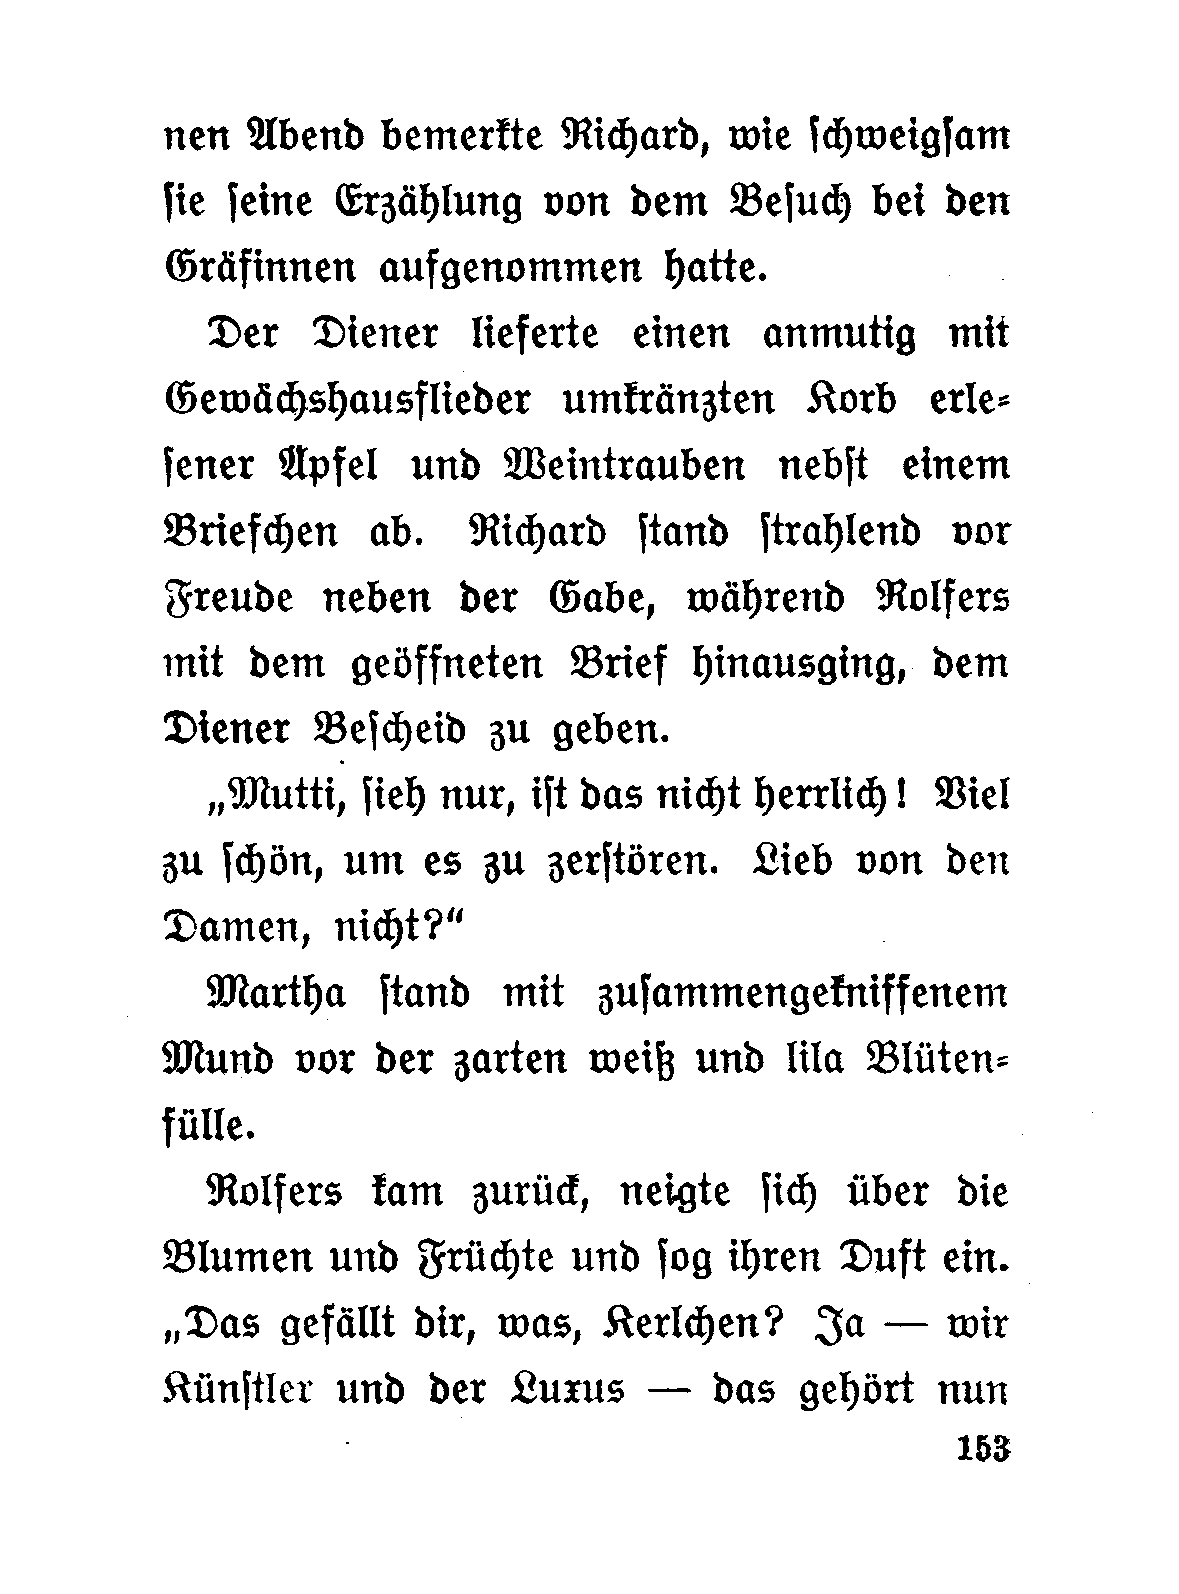 nen Abend bemerkte Richard, wie ſchweigſam
ſie ſeine Erzählung von dem Beſuch bei den
Gräfinnen aufgenommen hatte.
Der Diener lieferte einen anmutig mit
Gewächshausflieder umkränzten Korb erle⸗
ſener Äpfel und Weintrauben nebſt einem
Briefchen ab. Richard ſtand ſtrahlend vor
Freude neben der Gabe, während Rolfers
mit dem geöffneten Brief hinausging, dem
Diener Beſcheid zu geben.
„Mutti, ſieh nur, iſt das nicht herrlich! Viel
zu ſchön, um es zu zerſtören. Lieb von den
Damen, nicht?“
Martha ſtand mit zuſammengekniffenem
Mund vor der zarten weiß und lila Blüten⸗
fülle.
Rolfers kam zurück, neigte ſich über die
Blumen und Früchte und ſog ihren Duft ein.
„Das gefällt dir, was, Kerlchen? Ja — wir
Künſtler und der Luxus — das gehört nun
153